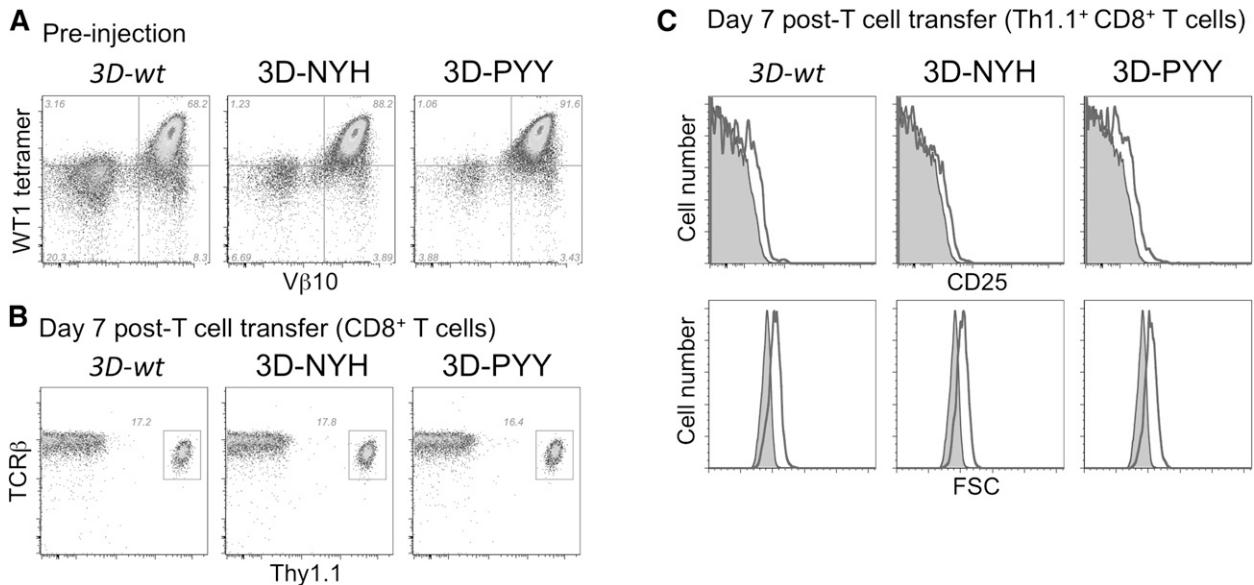 A Pre-injection
3D-wt 3D-NYH 3D-PYY
3.16 68.2 1.23 88.2 1.06 91.6
WT1 tetramer
20.3 8.3 6.69 3.89 3.88 3.43
Vβ10
B Day 7 post-T cell transfer (CD8+ T cells)
3D-wt 3D-NYH 3D-PYY
17.2 17.8 16.4
TCRβ
Thy1.1
C Day 7 post-T cell transfer (Th1.1+ CD8+ T cells)
3D-wt 3D-NYH 3D-PYY
Cell number
CD25
Cell number
FSC